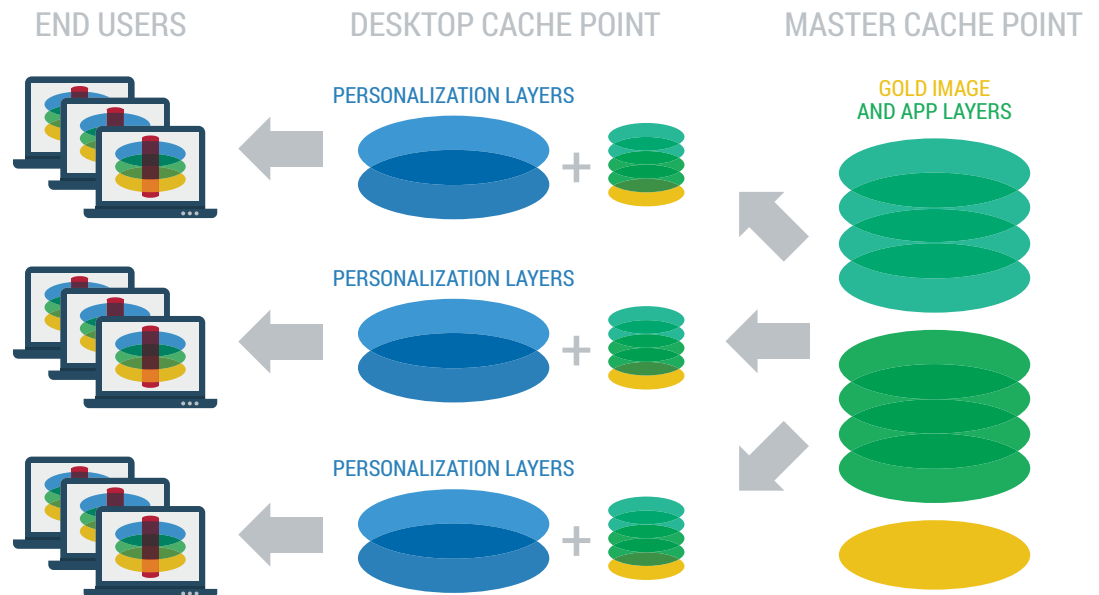 END USERS
DESKTOP CACHE POINT
MASTER CACHE POINT
PERSONALIZATION LAYERS
GOLD IMAGE
AND APP LAYERS
+
PERSONALIZATION LAYERS
+
PERSONALIZATION LAYERS
+